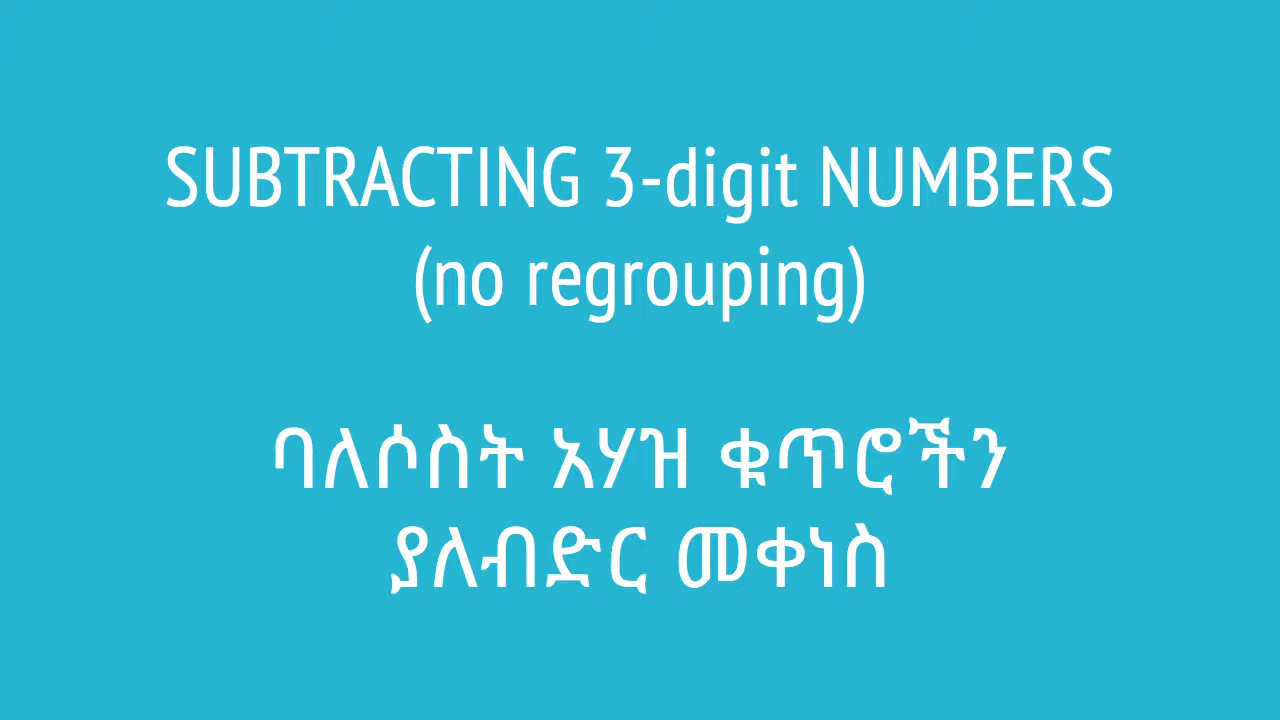 SUBTRACTING 3-digit NUMBERS
(no regrouping)
ባለሶስት አሃዝ ቁጥሮችን
ያለብድር መቀነስ